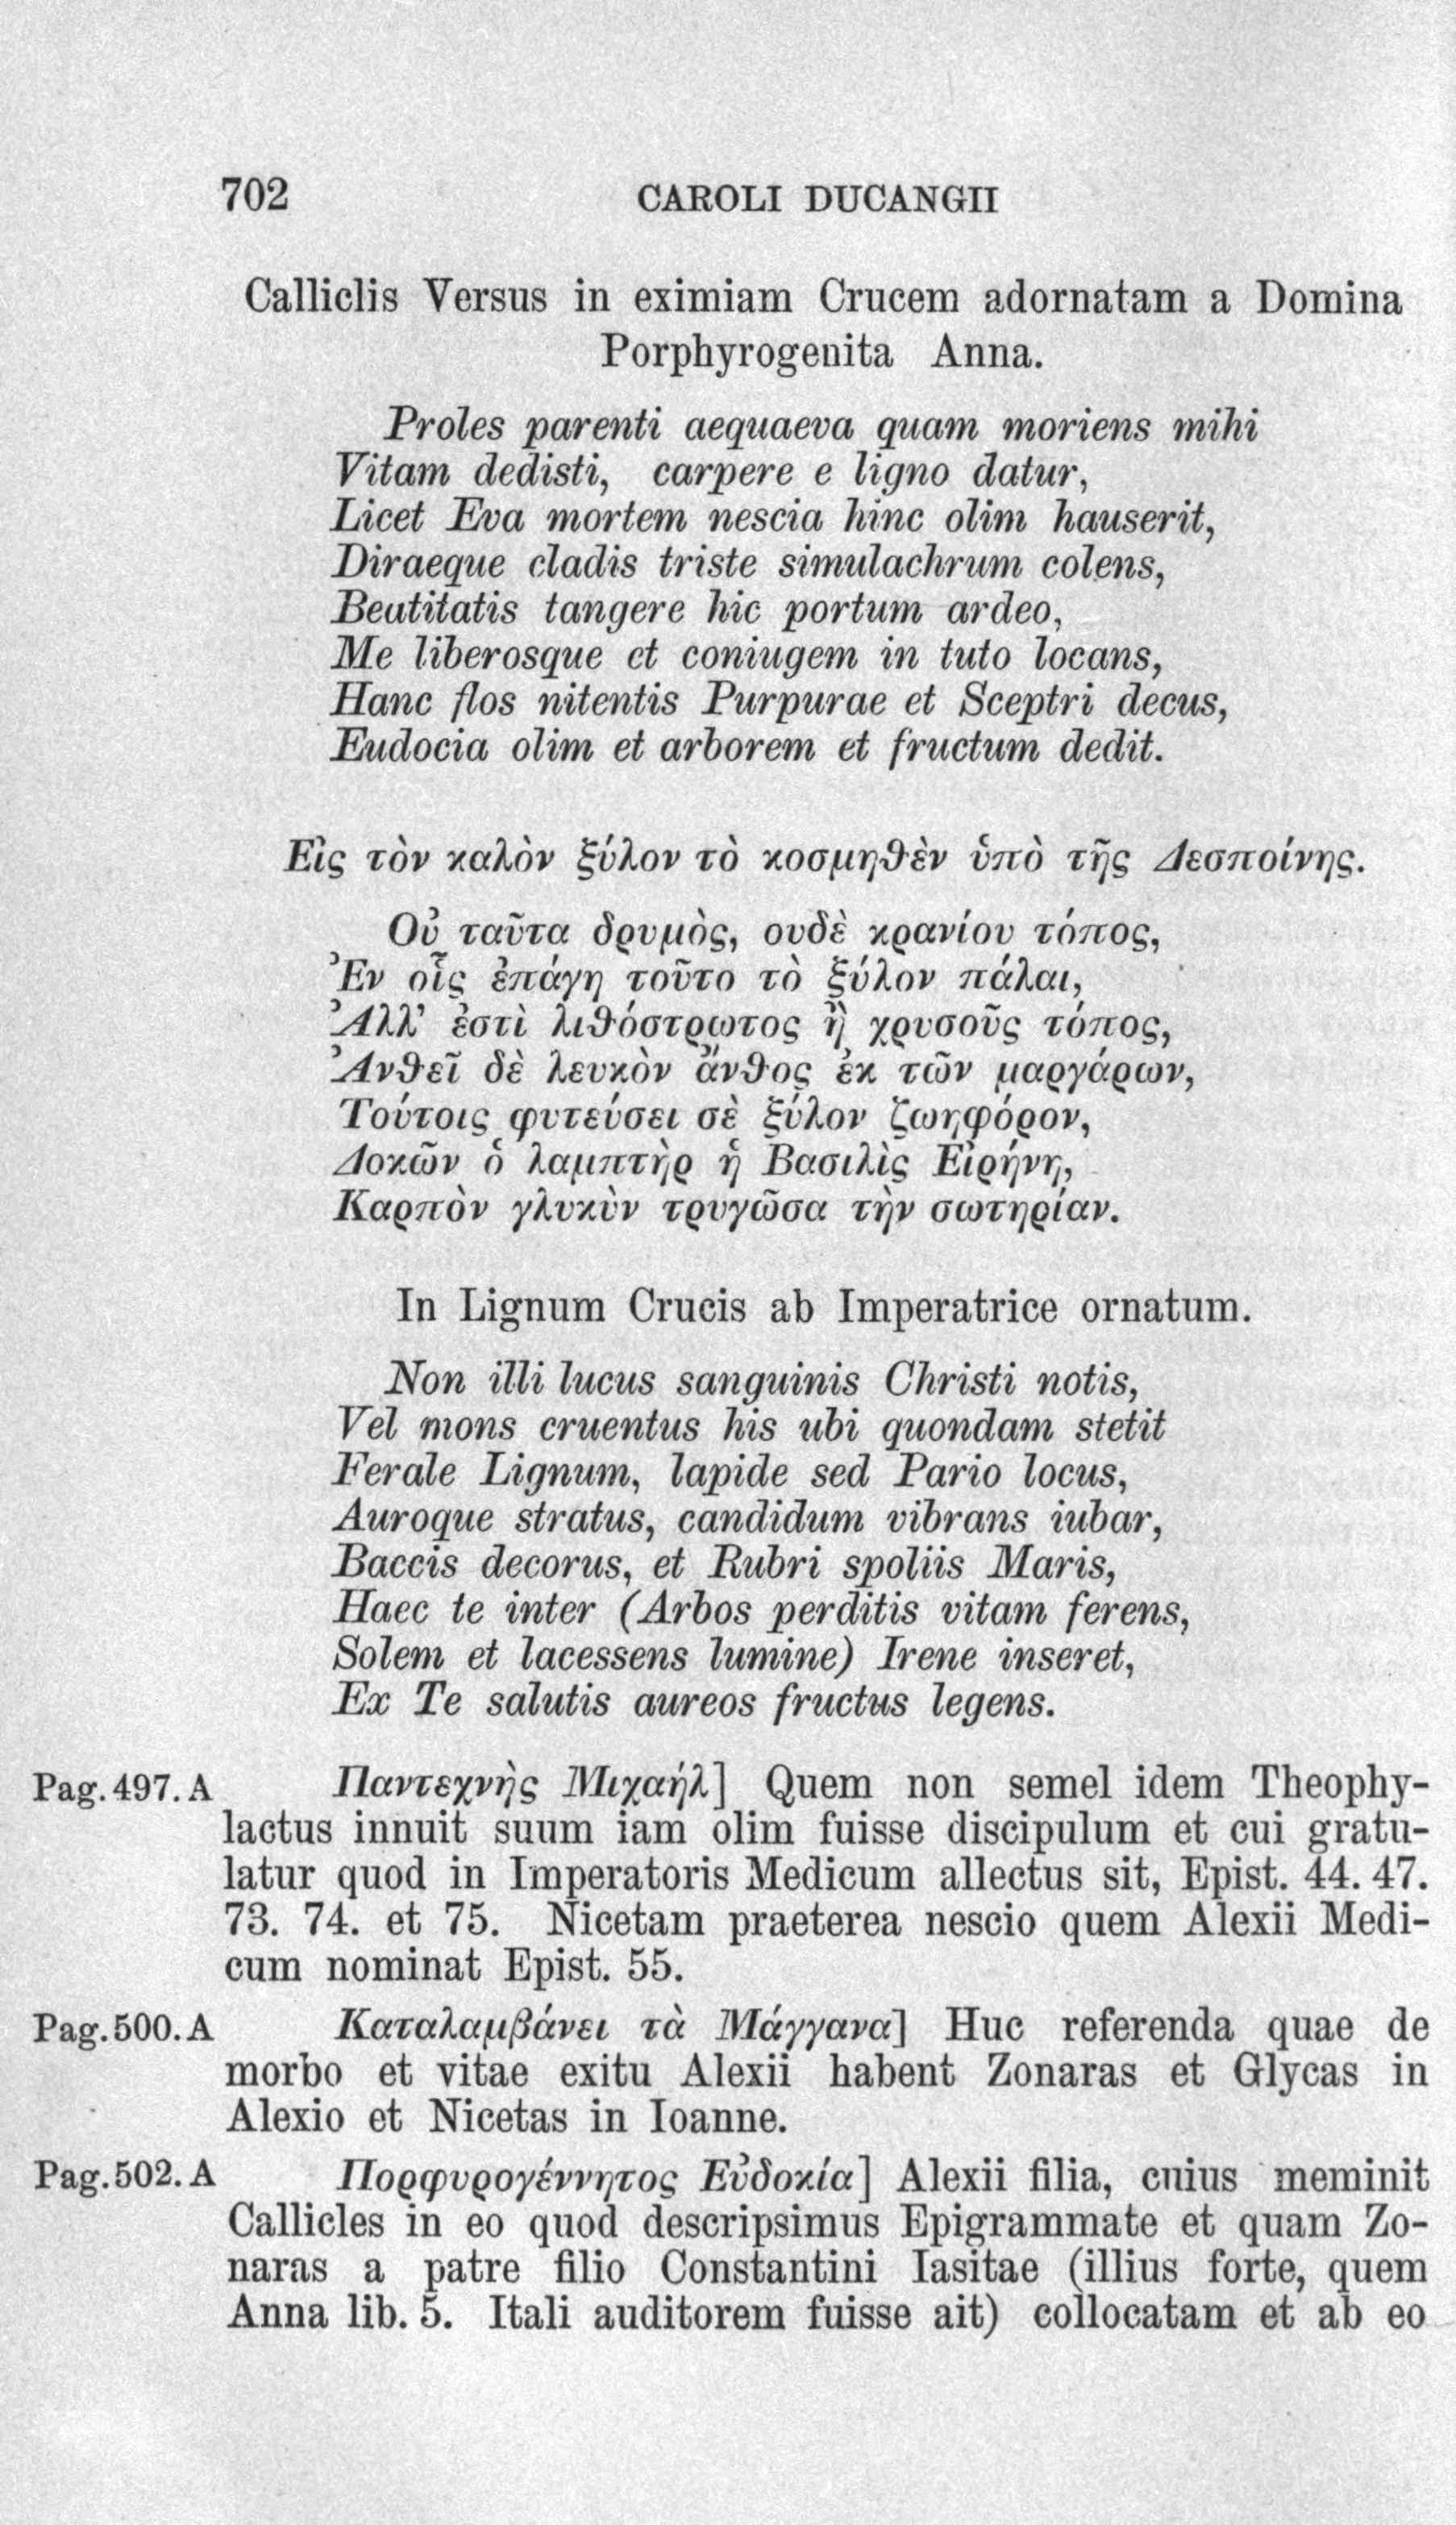 702 CAROLI DUCANGII
Calliclis Versus in eximiam Crucem adornatam a Domina
Porphyrogenita Anna.
Proles parenti aequaeva quam moriens mihi
Vitam dedisti, carpere e ligno datur,
Licet Eva mortem nescia hinc olim hauserit,
Diraeque cladis triste simulachrum colens,
Beatitatis tangere hic portum ardeo,
Me liberosque et coniugem in tuto locans,
Hanc flos nitentis Purpurae et Sceptri decus,
Eudocia olim et arborem et fructum dedit.
Εἰς τὸν καλὸν ξύλον τὸ κοσμηθὲν ὑπὸ τῆς Δεσποίνης.
Οὐ ταῦτα δρυμὸς, ουδὲ κρανίου τόπος,
Ἐν οἷς ἐπάγη τοῦτο τὸ ξύλον πάλαι,
Ἀλλ' ἐστὶ λιθόστρωτος ἢ χρυσοῦς τόπος,
Ἀνθεῖ δὲ λευκὸν ἄνθος ἐκ τῶν μαργάρων,
Τούτοις φυτεύσει σὲ ξύλον ζωηφόρον,
Δοκῶν ὁ λαμπτὴρ ἡ Βασιλὶς Εἰρήνη,
Καρπὸν γλυκὺν τρυγῶσα τὴν σωτηρίαν.
In Lignum Crucis ab Imperatrice ornatum.
Non illi lucus sanguinis Christi notis,
Vel mons cruentus his ubi quondam stetit
Ferale Lignum, lapide sed Pario locus,
Auroque stratus, candidum vibrans iubar,
Baccis decorus, et Rubri spoliis Maris,
Haec te inter (Arbos perditis vitam ferens,
Solem et lacessens lumine) Irene inseret,
Ex Te salutis aureos fructus legens.
Pag. 497. A Παντεχνὴς Μιχαήλ] Quem non semel idem Theophy-
lactus innuit suum iam olim fuisse discipulum et cui gratu-
latur quod in Imperatoris Medicum allectus sit, Epist. 44. 47.
73. 74. et 75. Nicetam praeterea nescio quem Alexii Medi-
cum nominat Epist. 55.
Pag. 500. A Καταλαμβάνει τὰ Μάγγανα] Huc referenda quae de
morbo et vitae exitu Alexii habent Zonaras et Glycas in
Alexio et Nicetas in Ioanne.
Pag. 502. A Πορφυρογέννητος Εὐδοκία] Alexii filia, cuius meminit
Callicles in eo quod descripsimus Epigrammate et quam Zo-
naras a patre filio Constantini Iasitae (illius forte, quem
Anna lib. 5. Itali auditorem fuisse ait) collocatam et ab eo